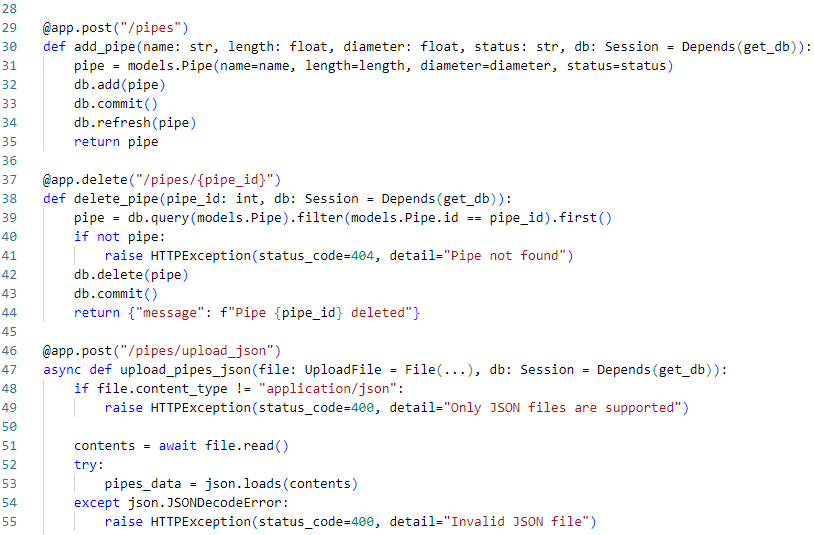 28
29 @app.post("/pipes")
30 def add_pipe(name: str, length: float, diameter: float, status: str, db: Session = Depends(get_db)):
31     pipe = models.Pipe(name=name, length=length, diameter=diameter, status=status)
32     db.add(pipe)
33     db.commit()
34     db.refresh(pipe)
35     return pipe
36
37 @app.delete("/pipes/{pipe_id}")
38 def delete_pipe(pipe_id: int, db: Session = Depends(get_db)):
39     pipe = db.query(models.Pipe).filter(models.Pipe.id == pipe_id).first()
40     if not pipe:
41         raise HTTPException(status_code=404, detail="Pipe not found")
42     db.delete(pipe)
43     db.commit()
44     return {"message": f"Pipe {pipe_id} deleted"}
45
46 @app.post("/pipes/upload_json")
47 async def upload_pipes_json(file: UploadFile = File(...), db: Session = Depends(get_db)):
48     if file.content_type != "application/json":
49         raise HTTPException(status_code=400, detail="Only JSON files are supported")
50
51     contents = await file.read()
52     try:
53         pipes_data = json.loads(contents)
54     except json.JSONDecodeError:
55         raise HTTPException(status_code=400, detail="Invalid JSON file")